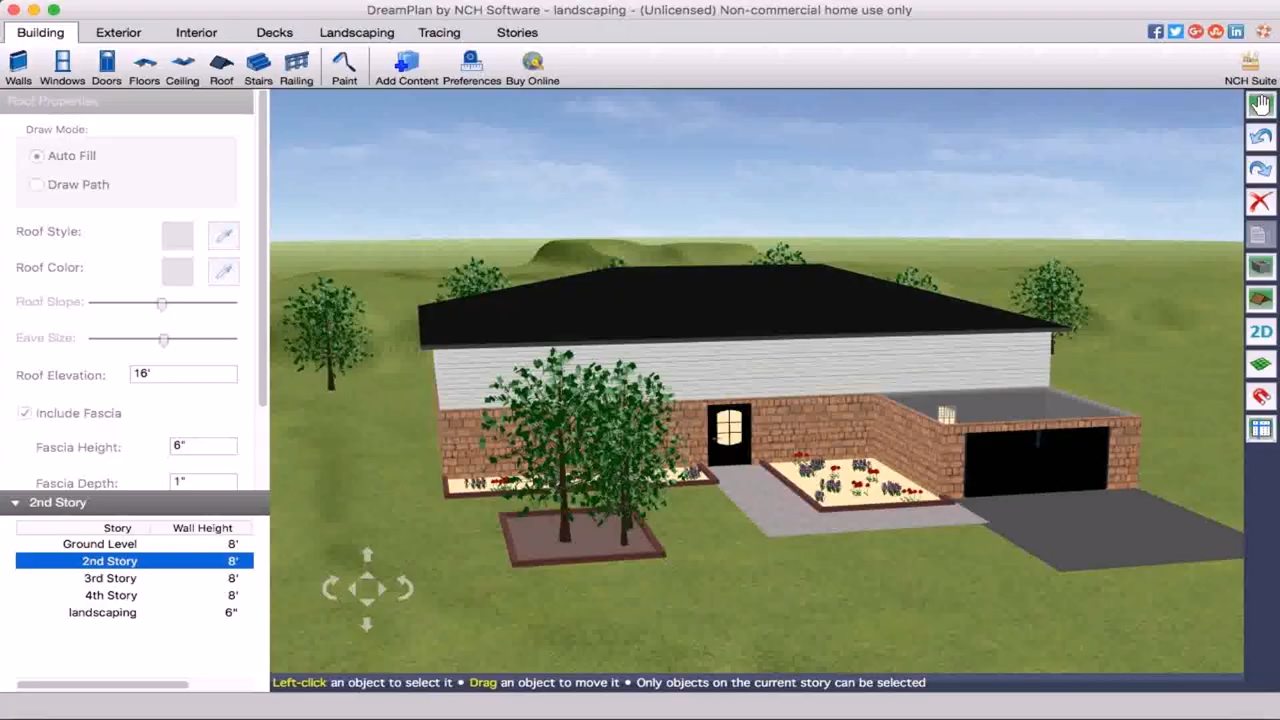 DreamPlan by NCH Software - landscaping - (Unlicensed) Non-commercial home use only
Building Exterior Interior Decks Landscaping Tracing Stories
Walls Windows Doors Floors Ceiling Roof Stairs Railing Paint Add Content Preferences Buy Online NCH Suite
Roof Properties
Draw Mode:
Auto Fill
Draw Path
Roof Style:
Roof Color:
Roof Slope:
Eave Size:
Roof Elevation: 16'
Include Fascia
Fascia Height: 6"
Fascia Depth: 1"
2nd Story
Story Wall Height
Ground Level 8'
2nd Story 8'
3rd Story 8'
4th Story 8'
landscaping 6"
2D
Left-click an object to select it • Drag an object to move it • Only objects on the current story can be selected